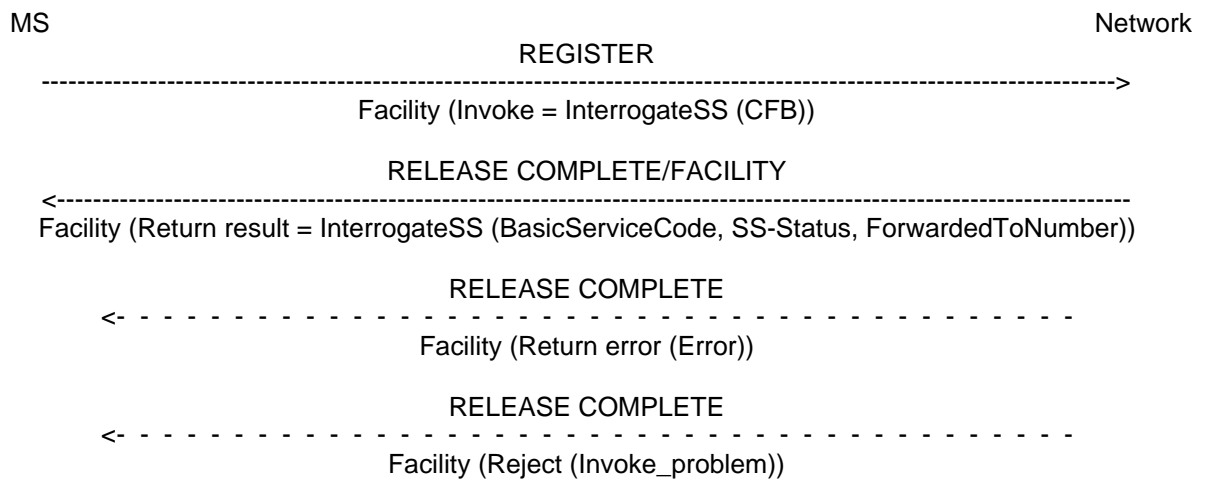 MS Network
REGISTER
------------------------------------------------------------------------------------------------------------------------>
Facility (Invoke = InterrogateSS (CFB))
RELEASE COMPLETE/FACILITY
<------------------------------------------------------------------------------------------------------------------------
Facility (Return result = InterrogateSS (BasicServiceCode, SS-Status, ForwardedToNumber))
RELEASE COMPLETE
<- - - - - - - - - - - - - - - - - - - - - - - - - - - - - - - - - - - - - - - -
Facility (Return error (Error))
RELEASE COMPLETE
<- - - - - - - - - - - - - - - - - - - - - - - - - - - - - - - - - - - - - - - -
Facility (Reject (Invoke_problem))